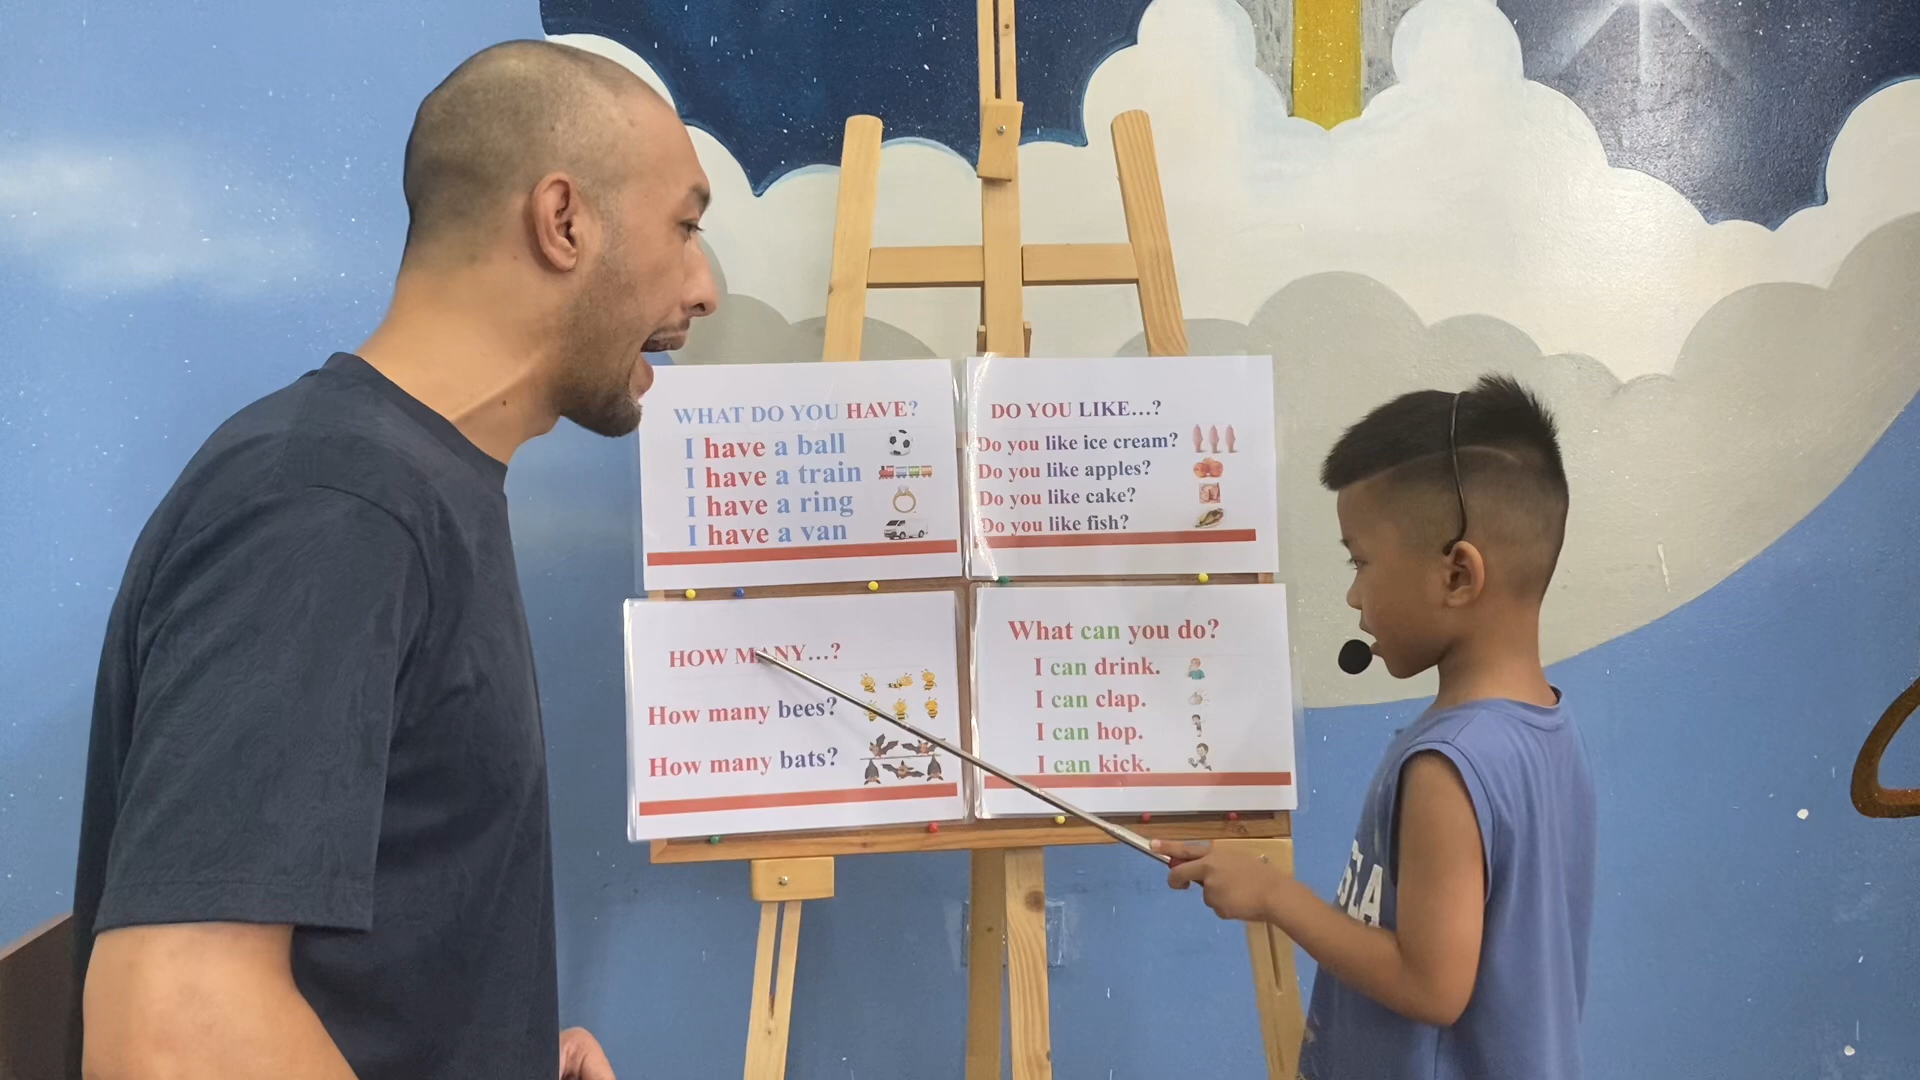 WHAT DO YOU HAVE?
I have a ball
I have a train
I have a ring
I have a van
DO YOU LIKE...?
Do you like ice cream?
Do you like apples?
Do you like cake?
Do you like fish?
HOW MANY...?
How many bees?
How many bats?
What can you do?
I can drink.
I can clap.
I can hop.
I can kick.